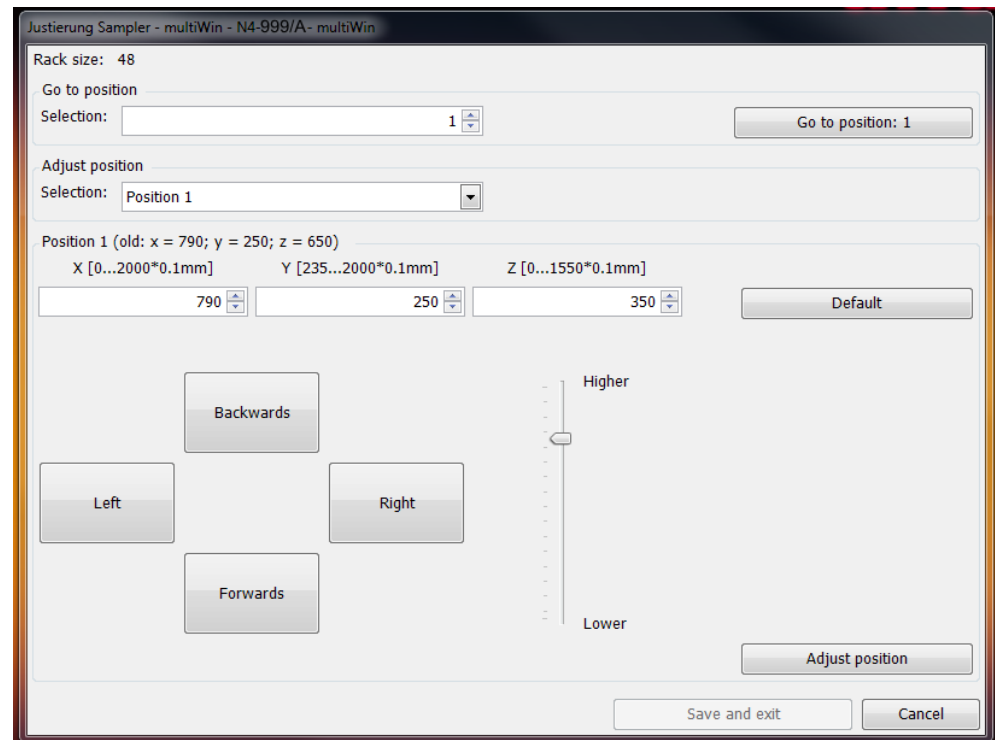 Justierung Sampler - multiWin - N4-999/A- multiWin
Rack size: 48
Go to position
Selection: 1 Go to position: 1
Adjust position
Selection: Position 1
Position 1 (old: x = 790; y = 250; z = 650)
X [0...2000*0.1mm] Y [235...2000*0.1mm] Z [0...1550*0.1mm]
790 250 350 Default
Higher
Backwards
Left Right
Forwards
Lower
Adjust position
Save and exit Cancel